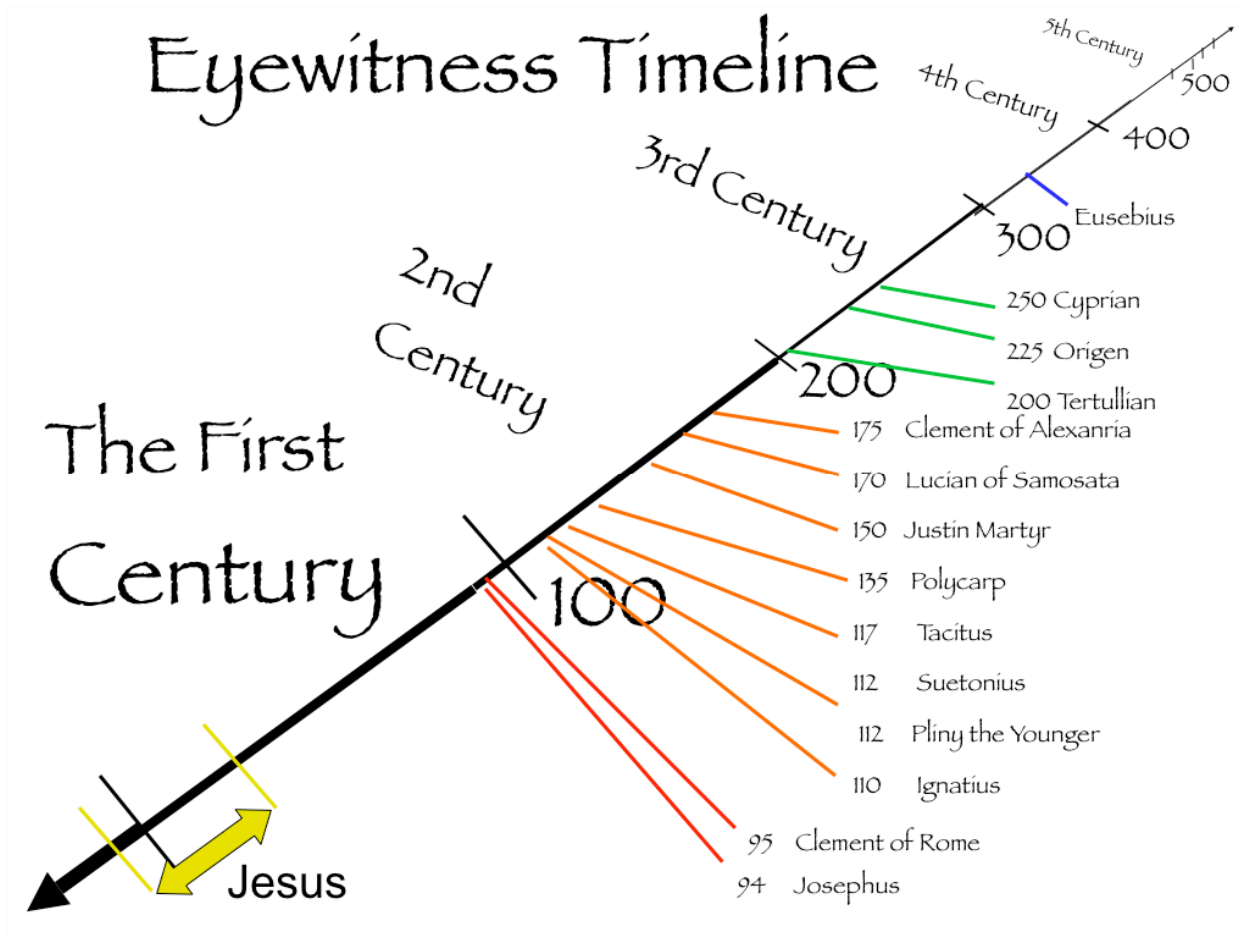 Eyewitness Timeline
5th Century
500
4th Century
400
3rd Century
Eusebius
300
2nd
Century
250 Cyprian
225 Origen
200
200 Tertullian
The First
Century
175 Clement of Alexanria
170 Lucian of Samosata
150 Justin Martyr
135 Polycarp
100
117 Tacitus
112 Suetonius
112 Pliny the Younger
110 Ignatius
95 Clement of Rome
94 Josephus
Jesus